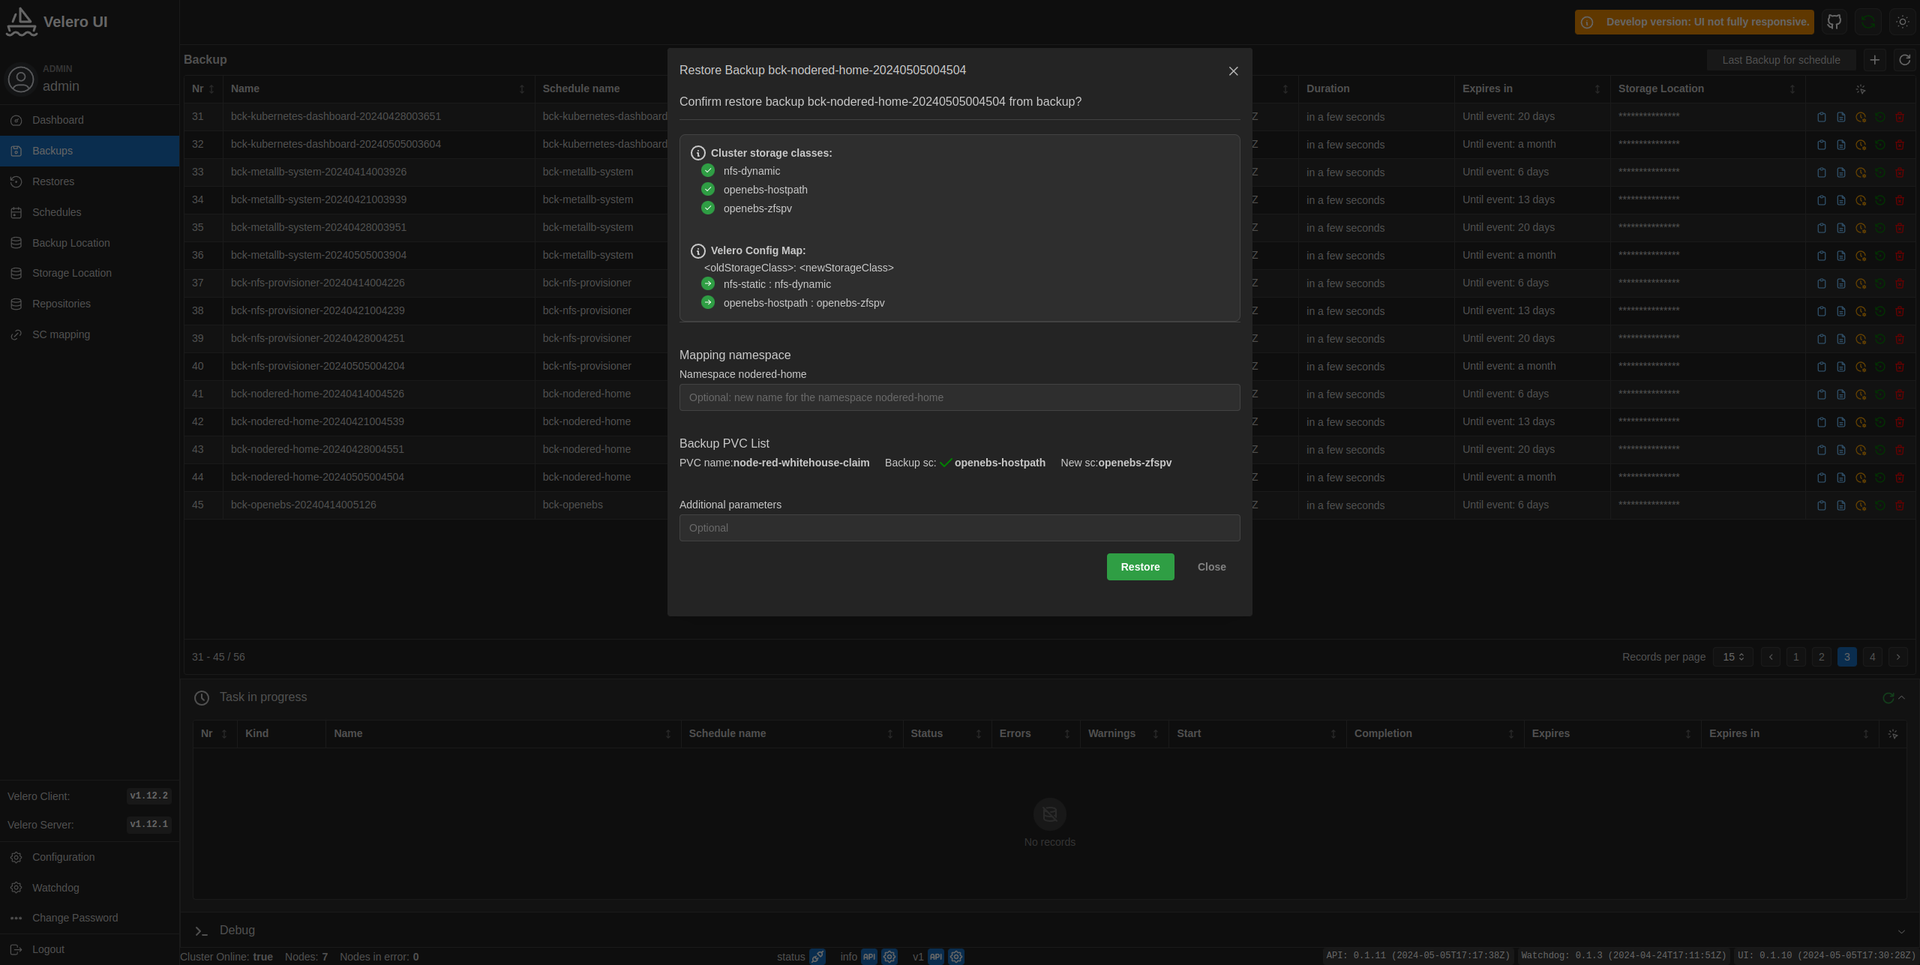 Velero UI
Develop version: UI not fully responsive.
ADMIN
admin
Dashboard
Backups
Restores
Schedules
Backup Location
Storage Location
Repositories
SC mapping
Velero Client: v1.12.2
Velero Server: v1.12.1
Configuration
Watchdog
Change Password
Logout
Backup
Last Backup for schedule
Nr Name Schedule name Duration Expires in Storage Location
31 bck-kubernetes-dashboard-20240428003651 bck-kubernetes-dashboard Z in a few seconds Until event: 20 days ***************
32 bck-kubernetes-dashboard-20240505003604 bck-kubernetes-dashboard Z in a few seconds Until event: a month ***************
33 bck-metallb-system-20240414003926 bck-metallb-system Z in a few seconds Until event: 6 days ***************
34 bck-metallb-system-20240421003939 bck-metallb-system Z in a few seconds Until event: 13 days ***************
35 bck-metallb-system-20240428003951 bck-metallb-system Z in a few seconds Until event: 20 days ***************
36 bck-metallb-system-20240505003904 bck-metallb-system Z in a few seconds Until event: a month ***************
37 bck-nfs-provisioner-20240414004226 bck-nfs-provisioner Z in a few seconds Until event: 6 days ***************
38 bck-nfs-provisioner-20240421004239 bck-nfs-provisioner Z in a few seconds Until event: 13 days ***************
39 bck-nfs-provisioner-20240428004251 bck-nfs-provisioner Z in a few seconds Until event: 20 days ***************
40 bck-nfs-provisioner-20240505004204 bck-nfs-provisioner Z in a few seconds Until event: a month ***************
41 bck-nodered-home-20240414004526 bck-nodered-home Z in a few seconds Until event: 6 days ***************
42 bck-nodered-home-20240421004539 bck-nodered-home Z in a few seconds Until event: 13 days ***************
43 bck-nodered-home-20240428004551 bck-nodered-home Z in a few seconds Until event: 20 days ***************
44 bck-nodered-home-20240505004504 bck-nodered-home Z in a few seconds Until event: a month ***************
45 bck-openebs-20240414005126 bck-openebs Z in a few seconds Until event: 6 days ***************
31 - 45 / 56
Records per page 15 1 2 3 4
Restore Backup bck-nodered-home-20240505004504
Confirm restore backup bck-nodered-home-20240505004504 from backup?
Cluster storage classes:
nfs-dynamic
openebs-hostpath
openebs-zfspv
Velero Config Map:
<oldStorageClass>: <newStorageClass>
nfs-static : nfs-dynamic
openebs-hostpath : openebs-zfspv
Mapping namespace
Namespace nodered-home
Optional: new name for the namespace nodered-home
Backup PVC List
PVC name:node-red-whitehouse-claim Backup sc: openebs-hostpath New sc:openebs-zfspv
Additional parameters
Optional
Restore Close
Task in progress
Nr Kind Name Schedule name Status Errors Warnings Start Completion Expires Expires in
No records
Debug
Cluster Online: true Nodes: 7 Nodes in error: 0
status info API v1 API
API: 0.1.11 (2024-05-05T17:17:38Z) Watchdog: 0.1.3 (2024-04-24T17:11:51Z) UI: 0.1.10 (2024-05-05T17:30:28Z)